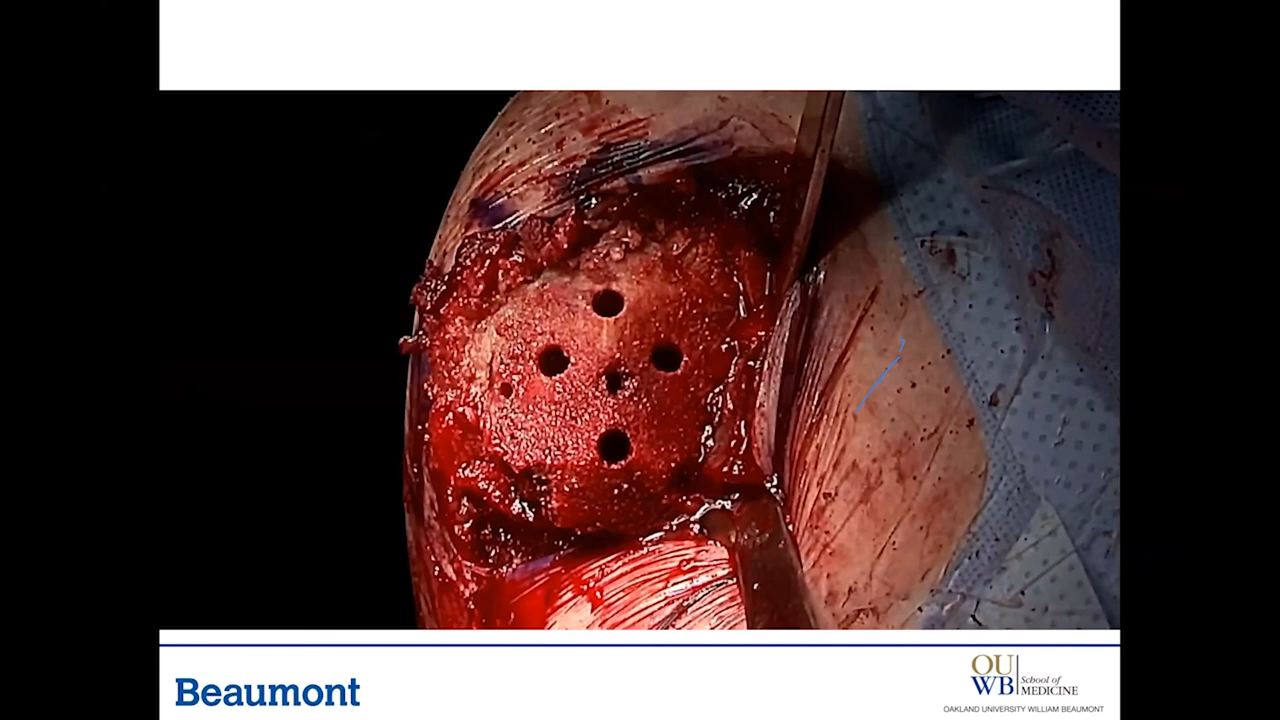 Beaumont
OU
WB
School of
MEDICINE
OAKLAND UNIVERSITY WILLIAM BEAUMONT